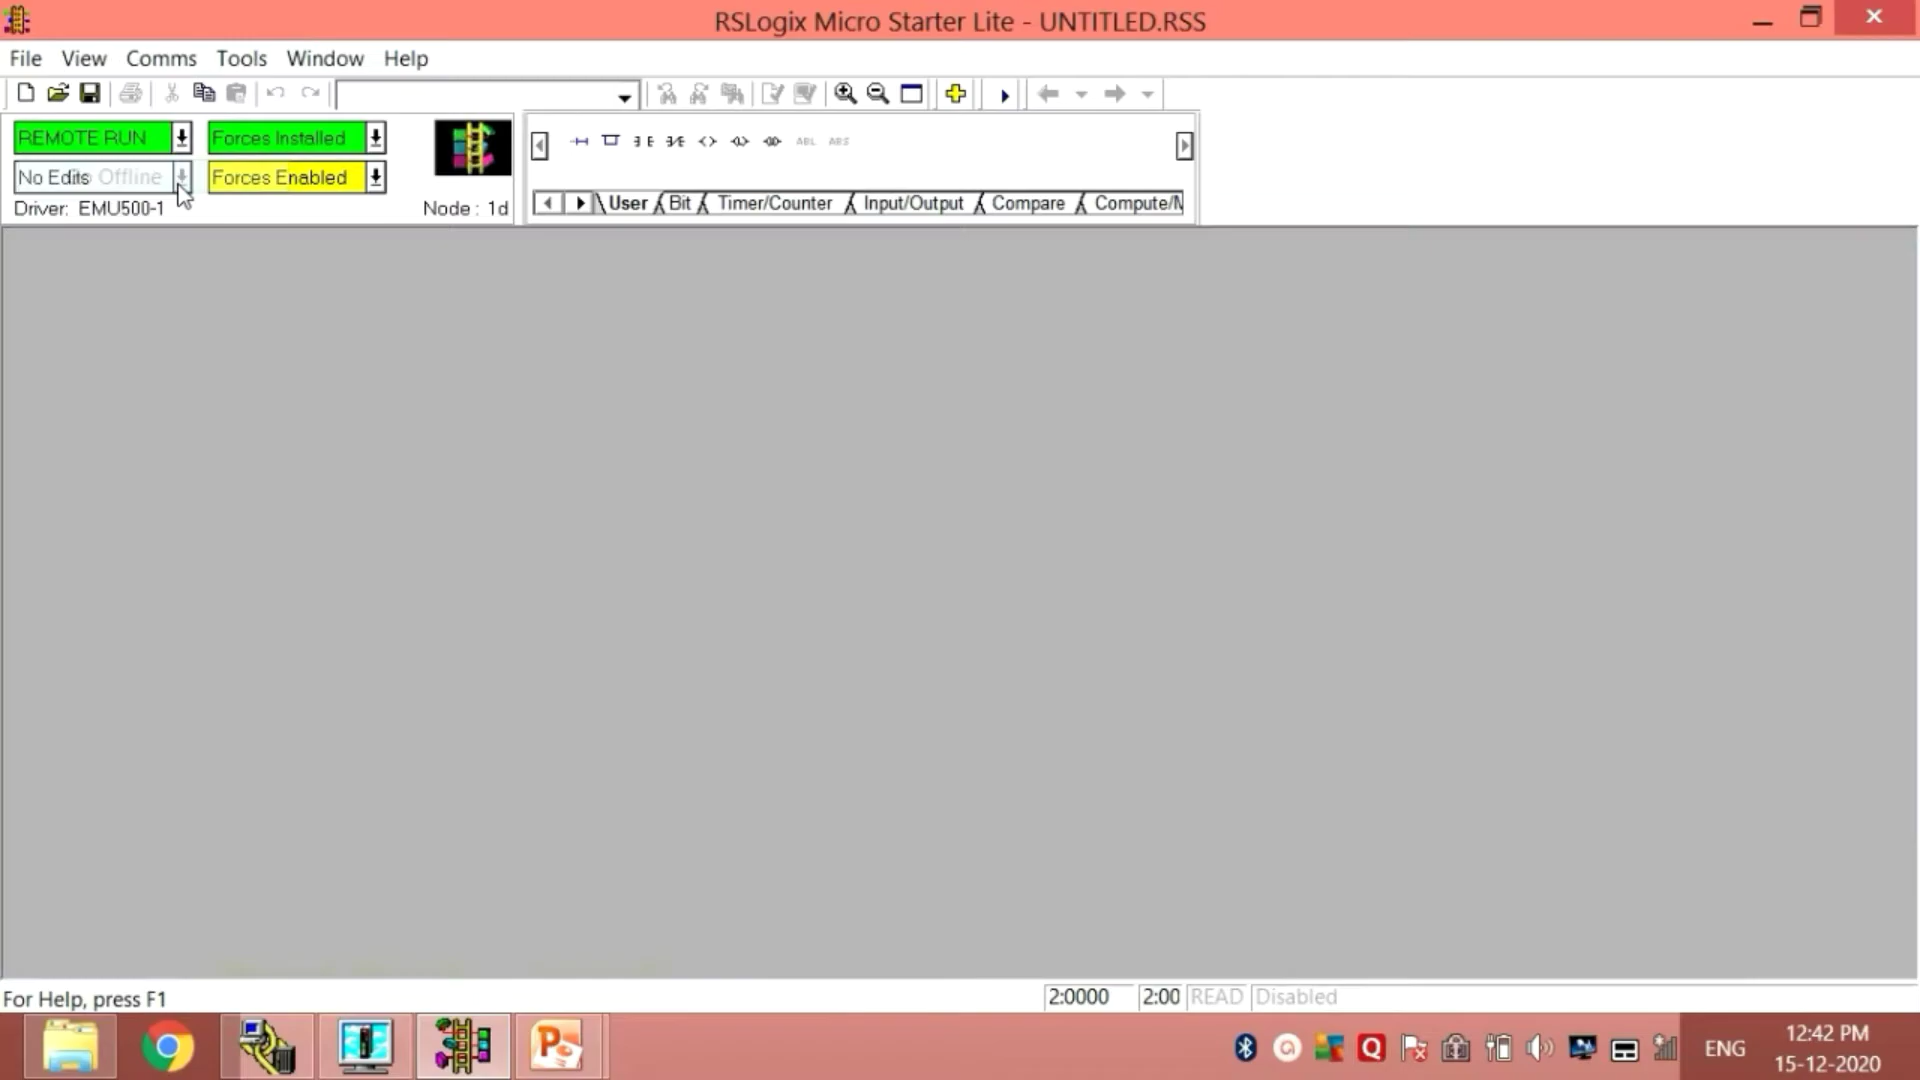 RSLogix Micro Starter Lite - UNTITLED.RSS
File View Comms Tools Window Help
REMOTE RUN Forces Installed
No Edits Offline Forces Enabled
Driver: EMU500-1 Node : 1d
ABL ABS
User Bit Timer/Counter Input/Output Compare Compute/M
For Help, press F1
2:0000 2:00 READ Disabled
ENG
12:42 PM
15-12-2020